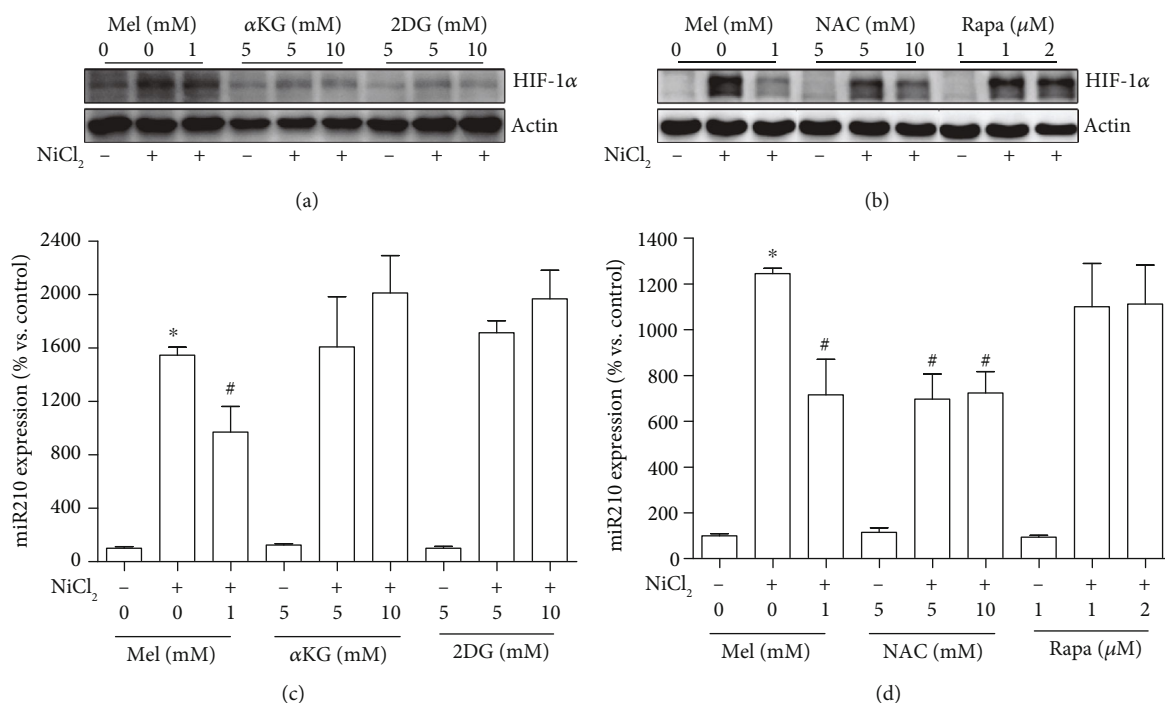 Mel (mM) αKG (mM) 2DG (mM)
0 0 1 5 5 10 5 5 10
HIF-1α
Actin
NiCl2 – + + – + + – + +
(a)
Mel (mM) NAC (mM) Rapa (μM)
0 0 1 5 5 10 1 1 2
HIF-1α
Actin
NiCl2 – + + – + + – + +
(b)
miR210 expression (% vs. control)
2400
2000
1600
1200
800
400
0
*
#
NiCl2 – + + – + + – + +
0 0 1 5 5 10 5 5 10
Mel (mM) αKG (mM) 2DG (mM)
(c)
miR210 expression (% vs. control)
1400
1200
1000
800
600
400
200
0
*
# # #
NiCl2 – + + – + + – + +
0 0 1 5 5 10 1 1 2
Mel (mM) NAC (mM) Rapa (μM)
(d)